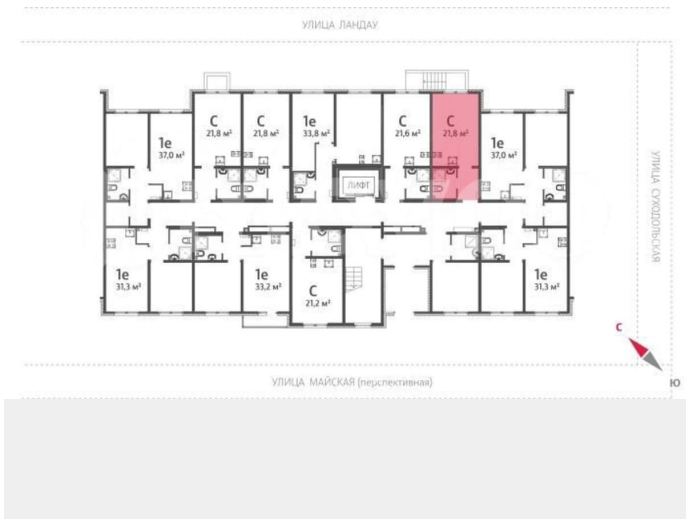 УЛИЦА ЛАНДАУ
С
21,8 м²
С
21,8 м²
1е
33,8 м²
С
21,6 м²
С
21,8 м²
1е
37,0 м²
1е
37,0 м²
ЛИФТ
УЛИЦА СУХОДОЛЬСКАЯ
1е
31,3 м²
1е
33,2 м²
С
21,2 м²
1е
31,3 м²
С
Ю
УЛИЦА МАЙСКАЯ (перспективная)